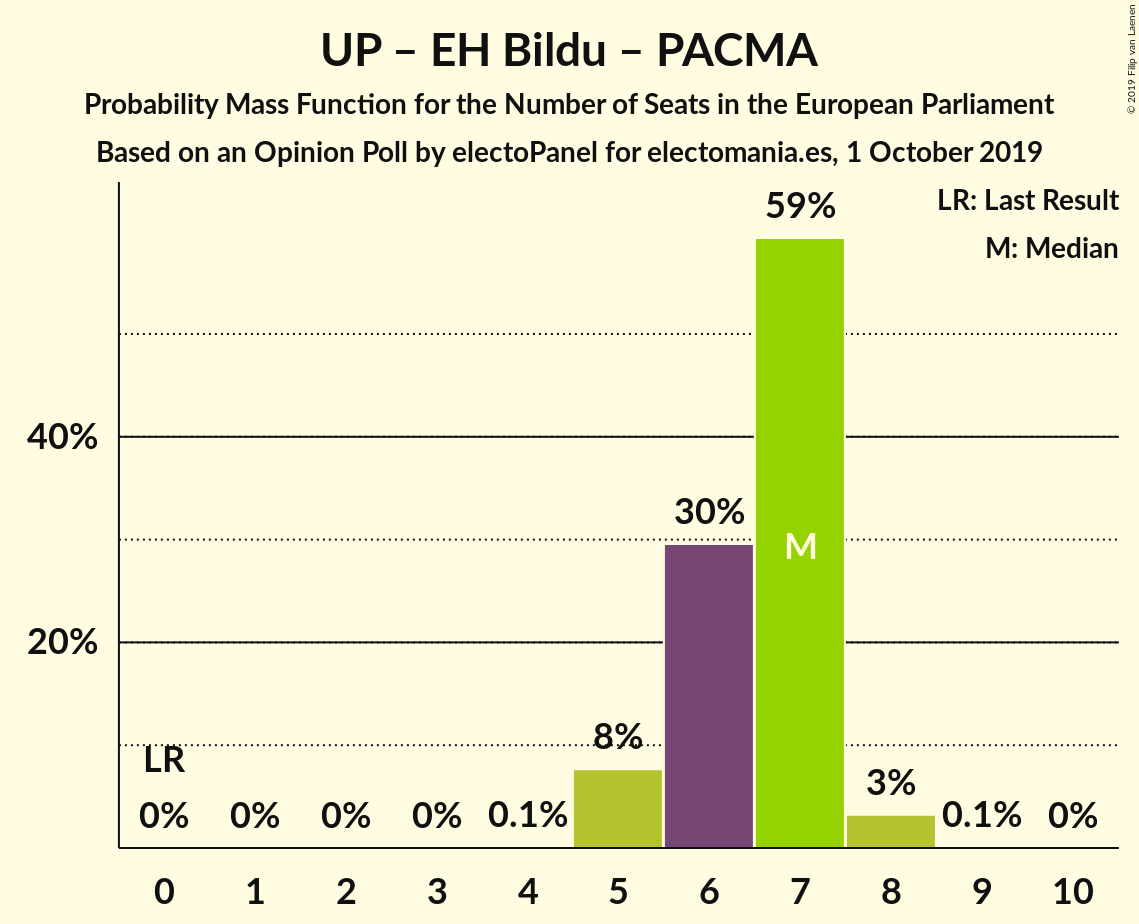 UP – EH Bildu – PACMA
Probability Mass Function for the Number of Seats in the European Parliament
Based on an Opinion Poll by electoPanel for electomania.es, 1 October 2019
© 2019 Filip van Laenen
LR: Last Result
M: Median
59%
40%
30%
M
20%
8%
LR
3%
0% 0% 0% 0% 0.1% 0.1% 0%
0 1 2 3 4 5 6 7 8 9 10